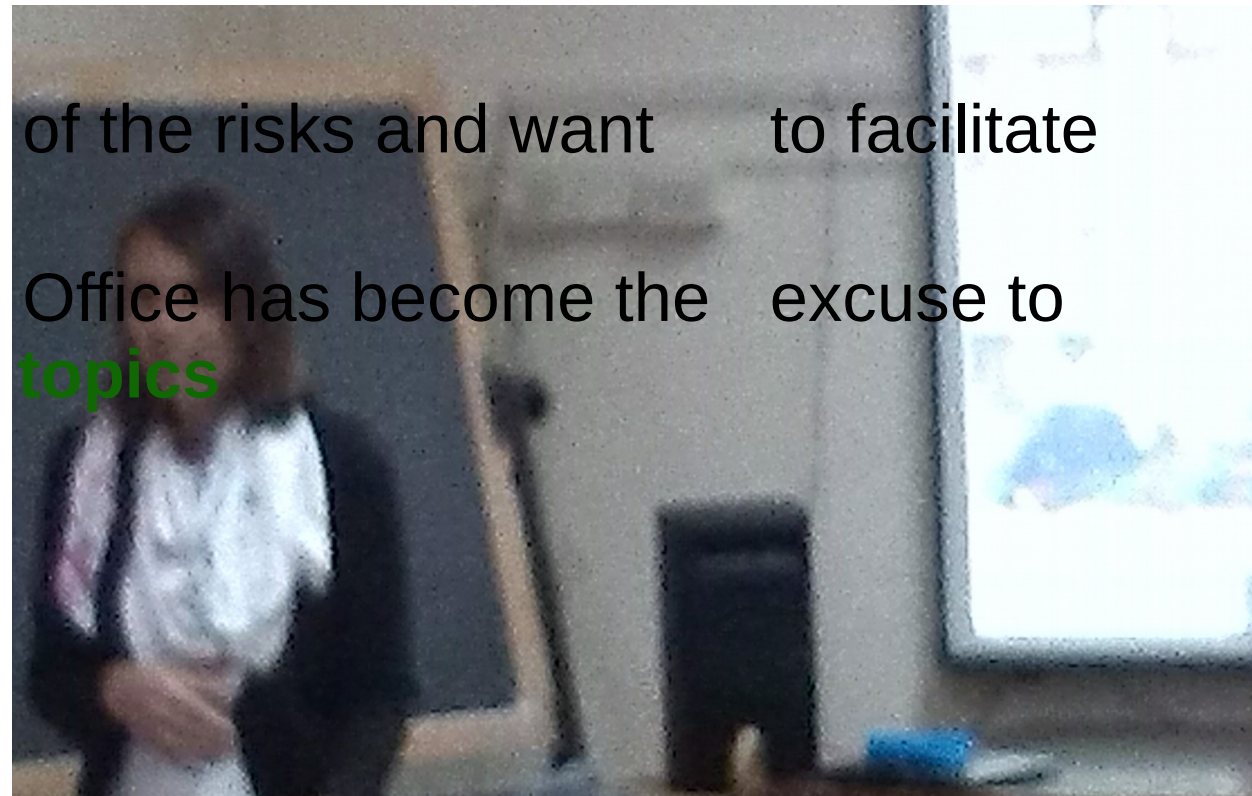 of the risks and want to facilitate
Office has become the excuse to
topics